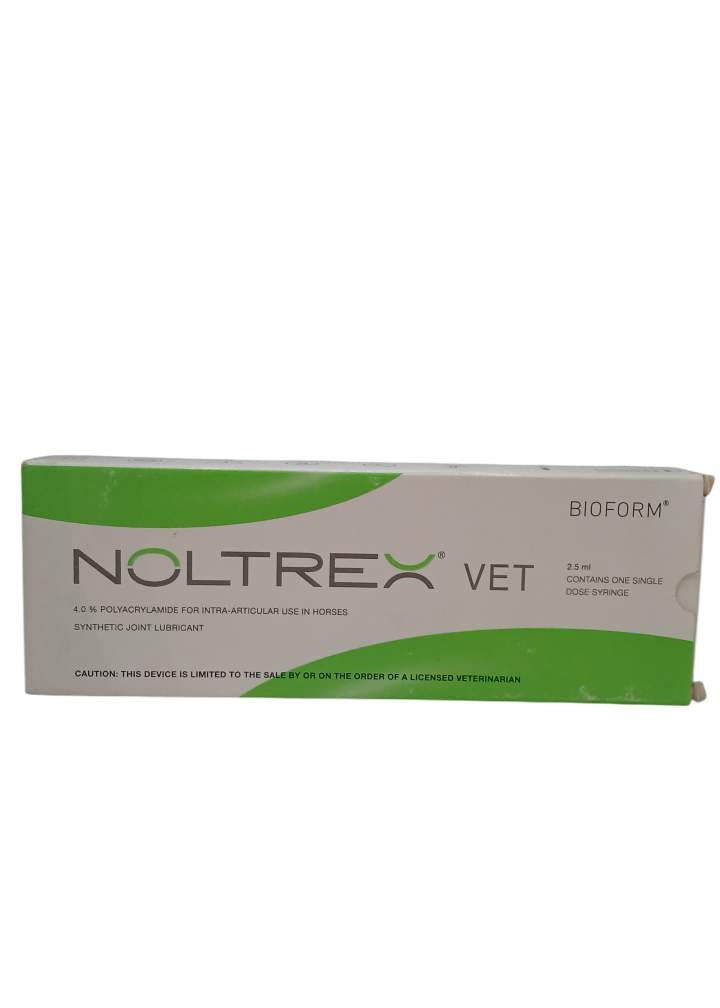 BIOFORM®
NOLTREX® VET
2.5 ml
CONTAINS ONE SINGLE
DOSE SYRINGE
4.0 % POLYACRYLAMIDE FOR INTRA-ARTICULAR USE IN HORSES
SYNTHETIC JOINT LUBRICANT
CAUTION: THIS DEVICE IS LIMITED TO THE SALE BY OR ON THE ORDER OF A LICENSED VETERINARIAN